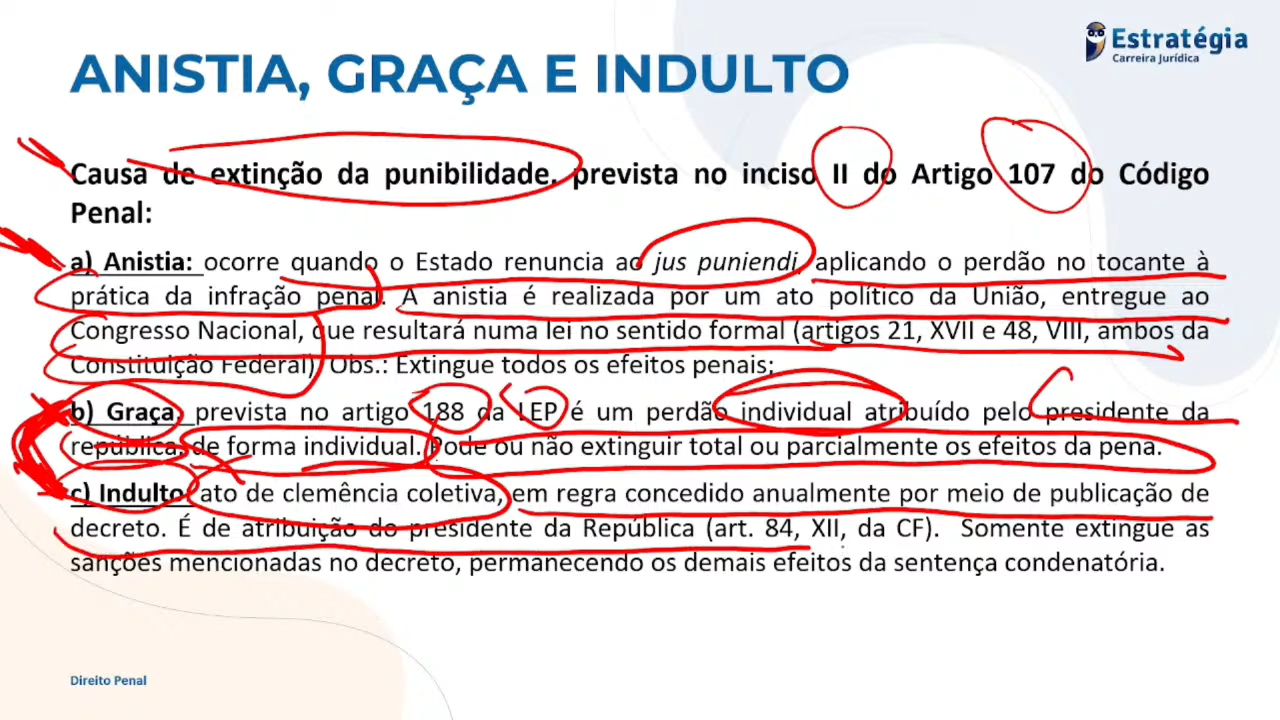 Estratégia
Carreira Jurídica
ANISTIA, GRAÇA E INDULTO
Causa de extinção da punibilidade, prevista no inciso II do Artigo 107 do Código
Penal:
a) Anistia: ocorre quando o Estado renuncia ao jus puniendi, aplicando o perdão no tocante à
prática da infração penal. A anistia é realizada por um ato político da União, entregue ao
Congresso Nacional, que resultará numa lei no sentido formal (artigos 21, XVII e 48, VIII, ambos da
Constituição Federal) Obs.: Extingue todos os efeitos penais;
b) Graça, prevista no artigo 188 da LEP é um perdão individual atribuído pelo presidente da
república, de forma individual. Pode ou não extinguir total ou parcialmente os efeitos da pena.
c) Indulto, ato de clemência coletiva, em regra concedido anualmente por meio de publicação de
decreto. É de atribuição do presidente da República (art. 84, XII, da CF). Somente extingue as
sanções mencionadas no decreto, permanecendo os demais efeitos da sentença condenatória.
Direito Penal